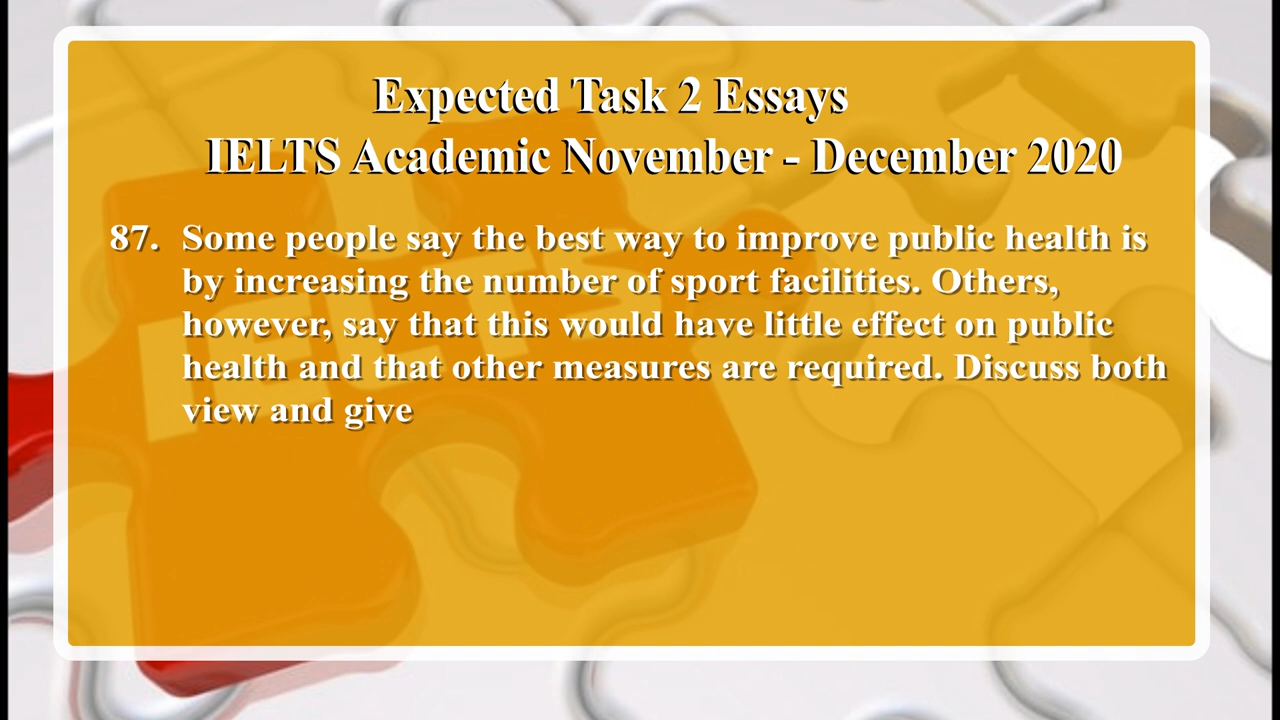 Expected Task 2 Essays
IELTS Academic November - December 2020
87. Some people say the best way to improve public health is
by increasing the number of sport facilities. Others,
however, say that this would have little effect on public
health and that other measures are required. Discuss both
view and give
IELTS